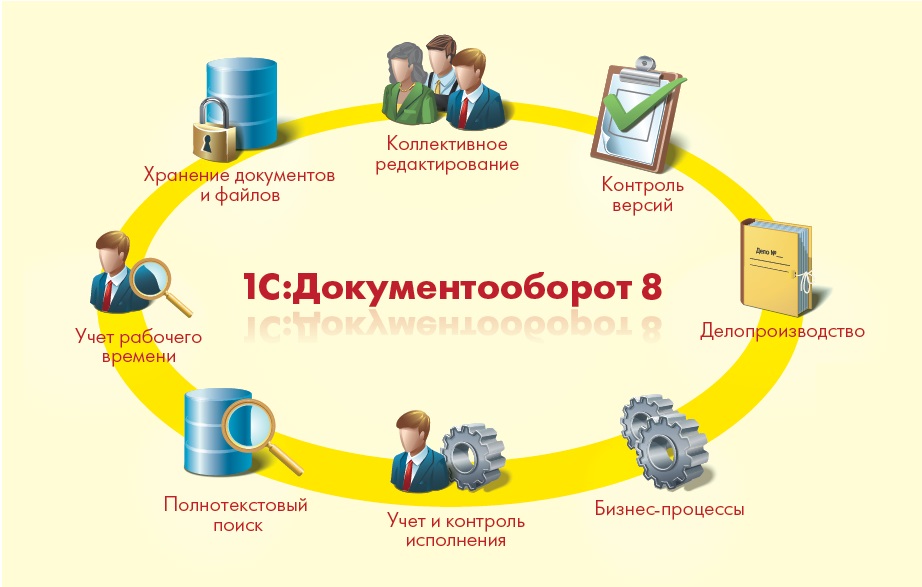 Коллективное
редактирование
Хранение документов
и файлов
Контроль
версий
Дело №__
1С:Документооборот 8
Делопроизводство
Учет рабочего
времени
Полнотекстовый
поиск
Учет и контроль
исполнения
Бизнес-процессы